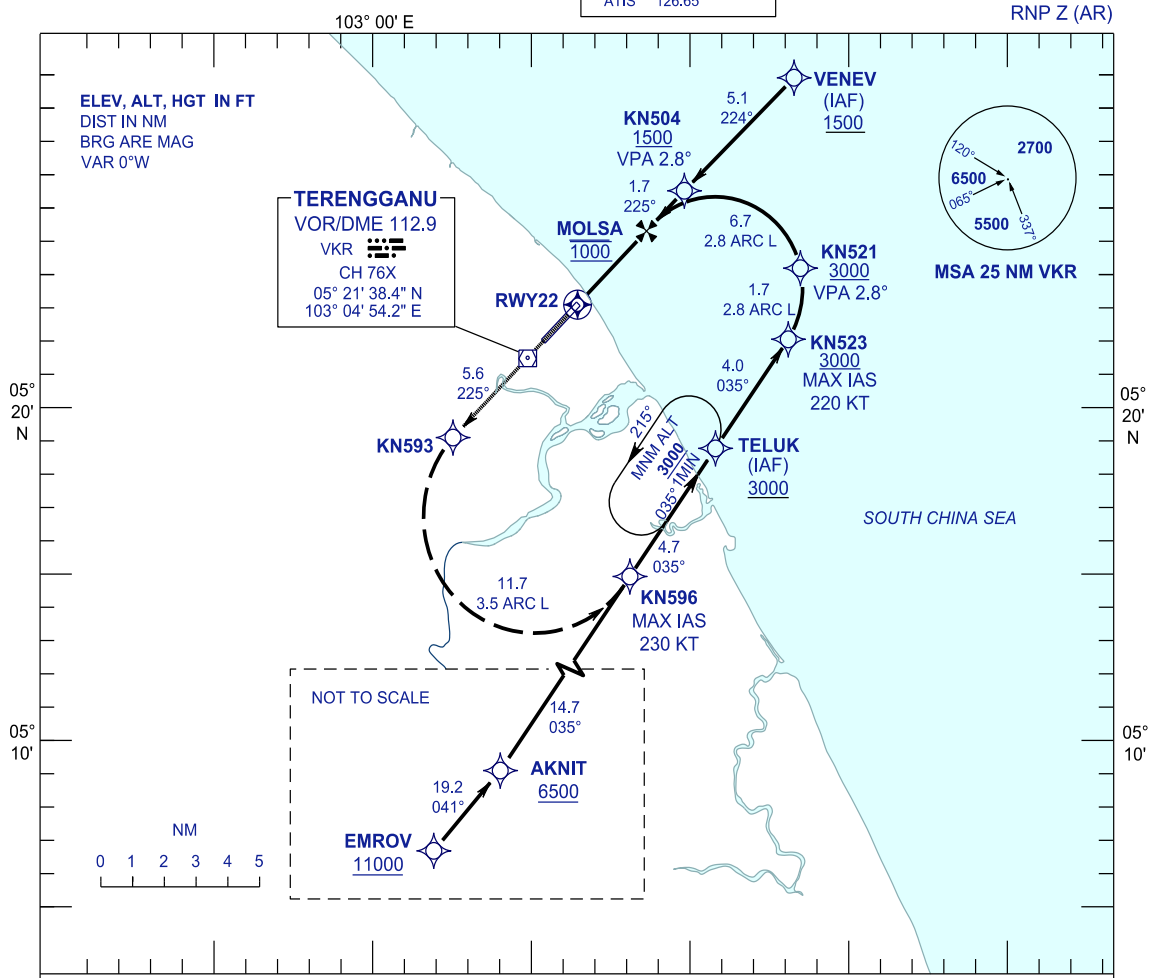 ATIS 126.65
RNP Z (AR)
103° 00' E
ELEV, ALT, HGT IN FT
DIST IN NM
BRG ARE MAG
VAR 0°W
VENEV
(IAF)
1500
5.1
224°
KN504
1500
VPA 2.8°
1.7
225°
MOLSA
1000
6.7
2.8 ARC L
120°
2700
6500
065°
5500
337°
MSA 25 NM VKR
TERENGGANU
VOR/DME 112.9
VKR
CH 76X
05° 21' 38.4" N
103° 04' 54.2" E
RWY22
KN521
3000
VPA 2.8°
1.7
2.8 ARC L
KN523
3000
MAX IAS
220 KT
4.0
035°
5.6
225°
KN593
05°
20'
N
05°
20'
N
215°
MNM ALT
3000
1MIN
035°
TELUK
(IAF)
3000
SOUTH CHINA SEA
4.7
035°
KN596
MAX IAS
230 KT
11.7
3.5 ARC L
NOT TO SCALE
14.7
035°
AKNIT
6500
19.2
041°
EMROV
11000
05°
10'
05°
10'
NM
0 1 2 3 4 5